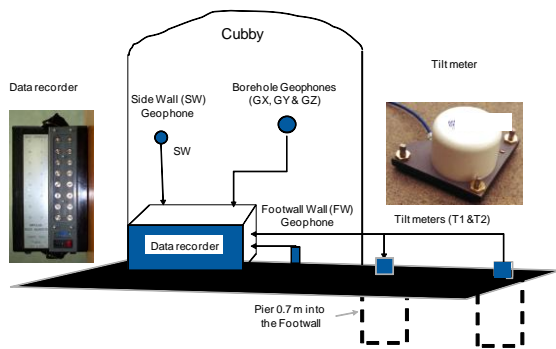 Cubby
Data recorder
Side Wall (SW)
Geophone
Borehole Geophones
(GX, GY & GZ)
Tilt meter
SW
Footwall Wall (FW)
Geophone
Tilt meters (T1 &T2)
Data recorder
Pier 0.7 m into
the Footwall